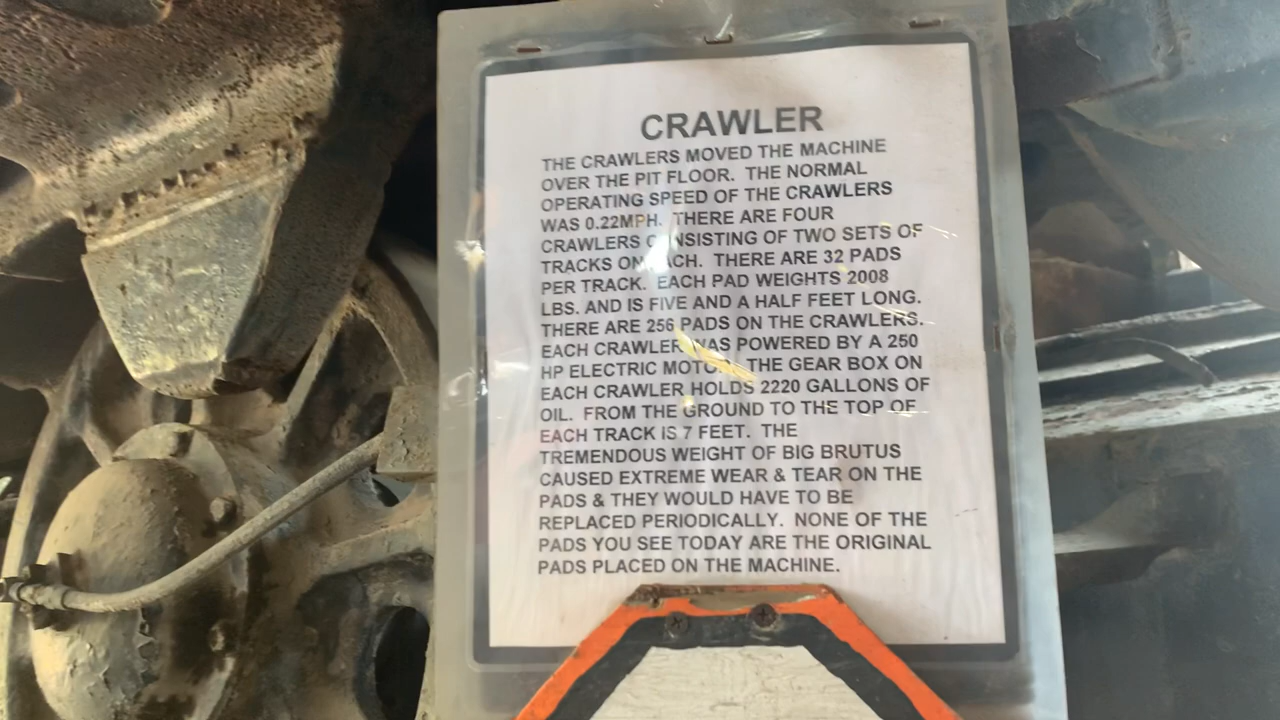 CRAWLER
THE CRAWLERS MOVED THE MACHINE
OVER THE PIT FLOOR. THE NORMAL
OPERATING SPEED OF THE CRAWLERS
WAS 0.22MPH. THERE ARE FOUR
CRAWLERS CONSISTING OF TWO SETS OF
TRACKS ON EACH. THERE ARE 32 PADS
PER TRACK. EACH PAD WEIGHTS 2008
LBS. AND IS FIVE AND A HALF FEET LONG.
THERE ARE 256 PADS ON THE CRAWLERS.
EACH CRAWLER WAS POWERED BY A 250
HP ELECTRIC MOTOR. THE GEAR BOX ON
EACH CRAWLER HOLDS 2220 GALLONS OF
OIL. FROM THE GROUND TO THE TOP OF
EACH TRACK IS 7 FEET. THE
TREMENDOUS WEIGHT OF BIG BRUTUS
CAUSED EXTREME WEAR & TEAR ON THE
PADS & THEY WOULD HAVE TO BE
REPLACED PERIODICALLY. NONE OF THE
PADS YOU SEE TODAY ARE THE ORIGINAL
PADS PLACED ON THE MACHINE.